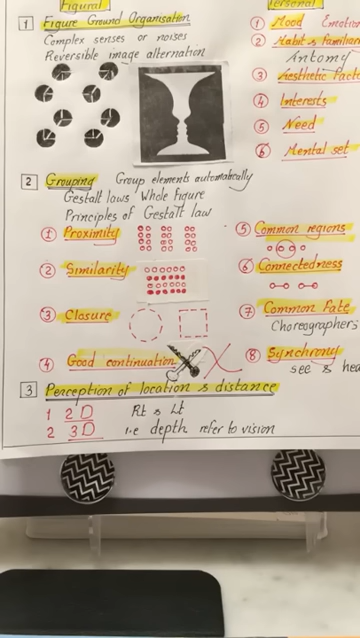 Figural
1 Figure Ground Organisation
Complex senses or noises
Reversible image alternation
2 Grouping Group elements automatically
Gestalt laws Whole figure
Principles of Gestalt law
1 Proximity
2 Similarity
3 Closure
4 Good continuation
3 Perception of location & distance
1 2D Rt & Lt
2 3D i.e depth refer to vision
Personal
1 Mood Emotion
2 Habit & Familiar
Antomy
3 Aesthetic Fact
4 Interests
5 Need
6 Mental set
5 Common regions
6 Connectedness
7 Common Fate
Choreographers
8 Synchrony
see & hea